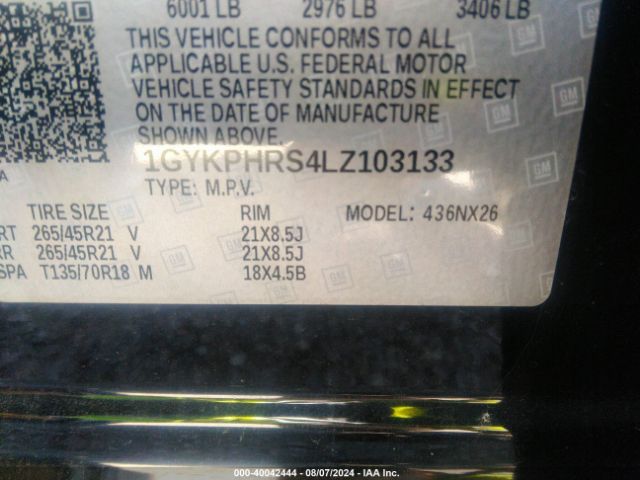 6001 LB 2976 LB 3406 LB
THIS VEHICLE CONFORMS TO ALL
APPLICABLE U.S. FEDERAL MOTOR
VEHICLE SAFETY STANDARDS IN EFFECT
ON THE DATE OF MANUFACTURE
SHOWN ABOVE.
1GYKPHRS4LZ103133
TYPE: M.P.V.
TIRE SIZE RIM MODEL: 436NX26
RT 265/45R21 V 21X8.5J
RR 265/45R21 V 21X8.5J
SPA T135/70R18 M 18X4.5B
GM
000-40042444 - 08/07/2024 - IAA Inc.